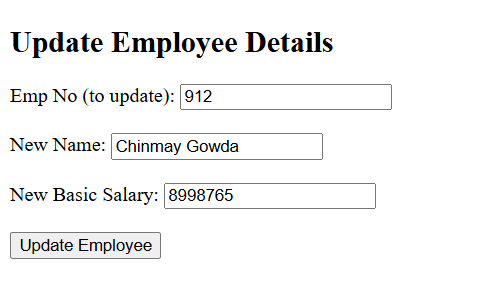 Update Employee Details
Emp No (to update): 912
New Name: Chinmay Gowda
New Basic Salary: 8998765
Update Employee